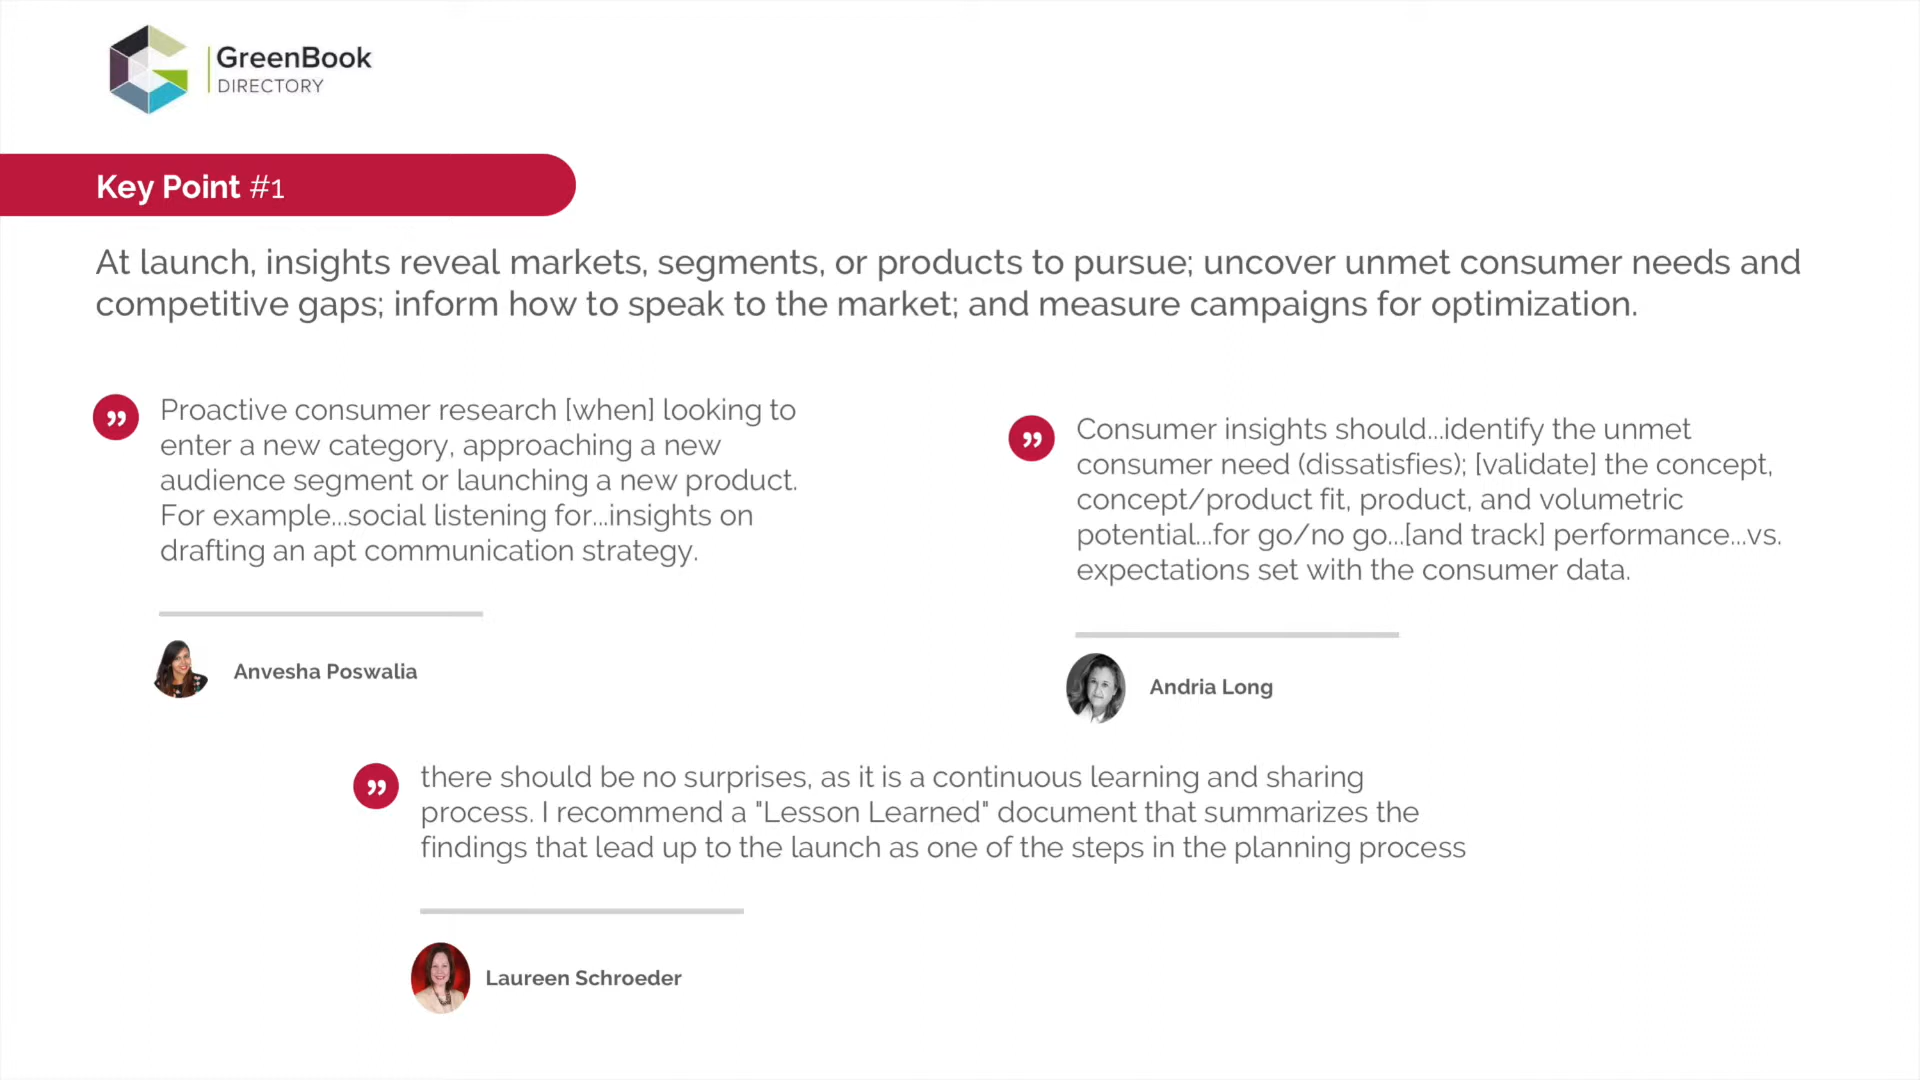 GreenBook
DIRECTORY
Key Point #1
At launch, insights reveal markets, segments, or products to pursue; uncover unmet consumer needs and
competitive gaps; inform how to speak to the market; and measure campaigns for optimization.
Proactive consumer research [when] looking to
enter a new category, approaching a new
audience segment or launching a new product.
For example...social listening for...insights on
drafting an apt communication strategy.
Anvesha Poswalia
Consumer insights should...identify the unmet
consumer need (dissatisfies); [validate] the concept,
concept/product fit, product, and volumetric
potential...for go/no go...[and track] performance...vs.
expectations set with the consumer data.
Andria Long
there should be no surprises, as it is a continuous learning and sharing
process. I recommend a "Lesson Learned" document that summarizes the
findings that lead up to the launch as one of the steps in the planning process
Laureen Schroeder